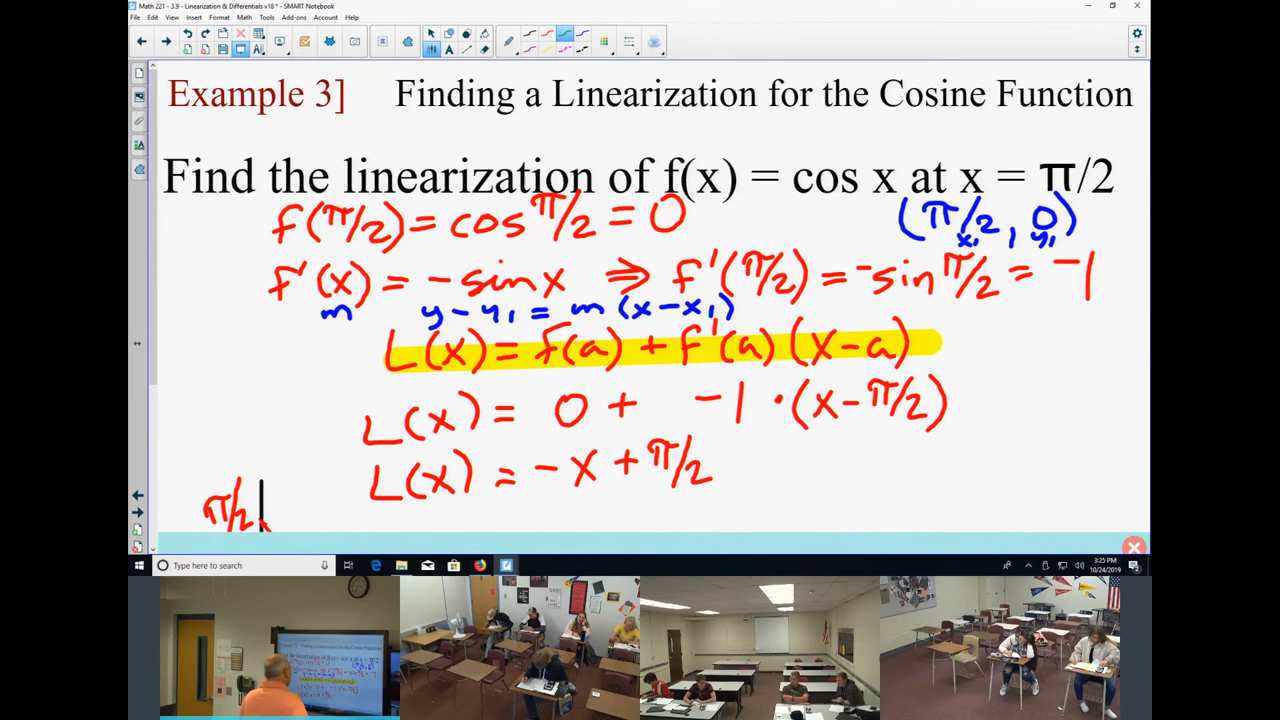 Math 221 - 3.9 - Linearization & Differentials v18 * - SMART Notebook
File Edit View Insert Format Math Tools Add-ons Account Help
Example 3] Finding a Linearization for the Cosine Function
Find the linearization of f(x) = cos x at x = π/2
f(π/2) = cos π/2 = 0 (π/2, 0)
x₁, y₁
f'(x) = -sinx ⇒ f'(π/2) = -sin π/2 = -1
m y - y₁ = m (x - x₁)
L(x) = f(a) + f'(a) (x-a)
L(x) = 0 + -1 · (x - π/2)
L(x) = -x + π/2
π/2
Type here to search
3:25 PM
10/24/2019